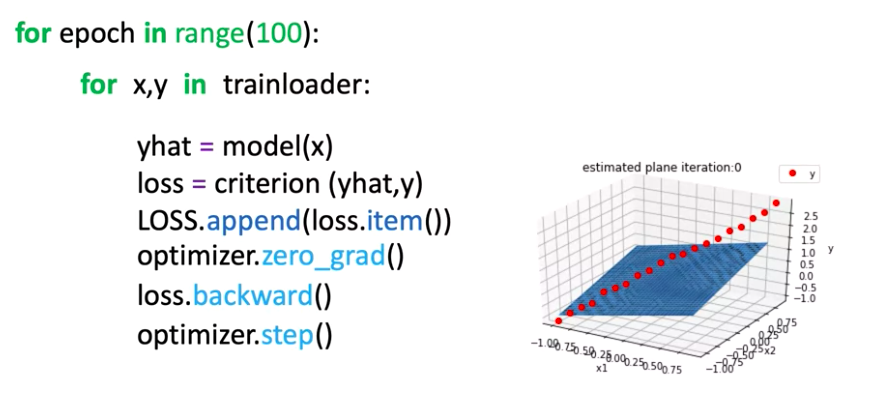 for epoch in range(100):
for x,y in trainloader:
yhat = model(x)
loss = criterion (yhat,y)
LOSS.append(loss.item())
optimizer.zero_grad()
loss.backward()
optimizer.step()
estimated plane iteration:0
y
2.5
2.0
1.5
1.0
0.5
0.0
−0.5
−1.0
y
−1.00
0.75
0.50
0.25
0.00
0.25
0.50
0.75
x1
−1.00
−0.75
−0.50
−0.25
0.00
0.25
0.50
0.75
x2